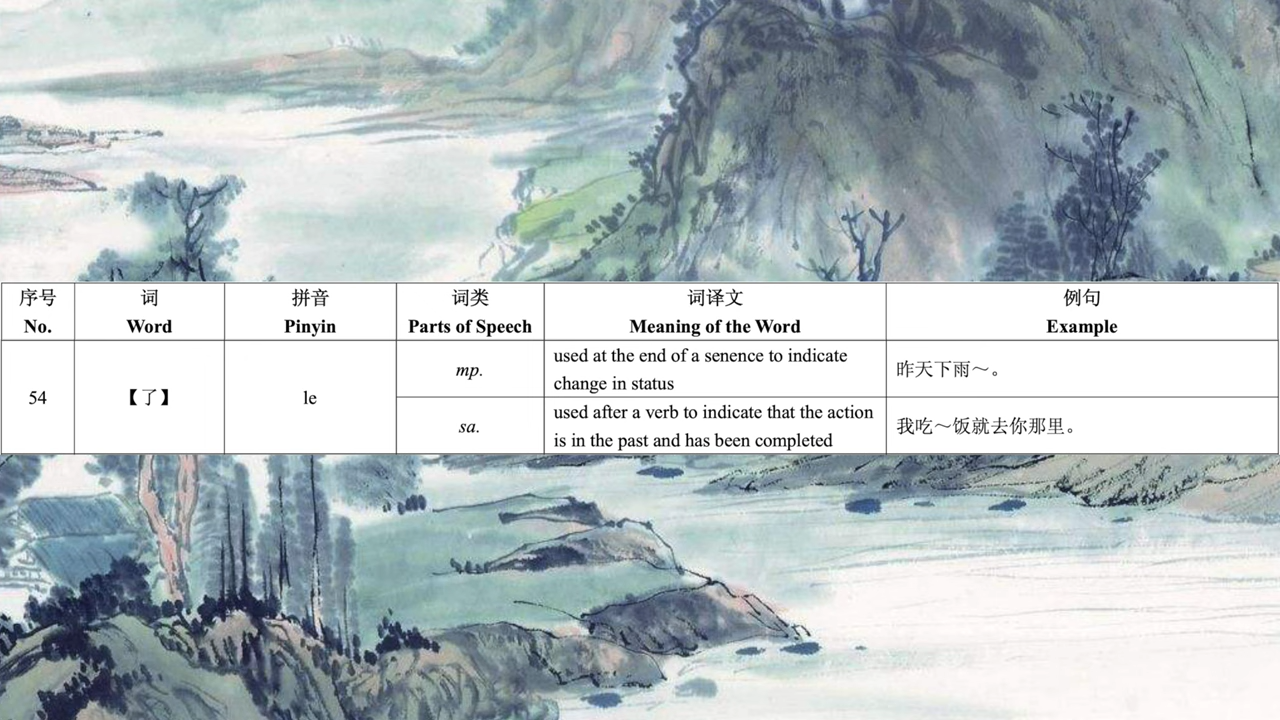 序号 词 拼音 词类 词译文 例句
No. Word Pinyin Parts of Speech Meaning of the Word Example
54 【了】 le
mp. used at the end of a senence to indicate
change in status
昨天下雨～。
sa. used after a verb to indicate that the action
is in the past and has been completed
我吃～饭就去你那里。